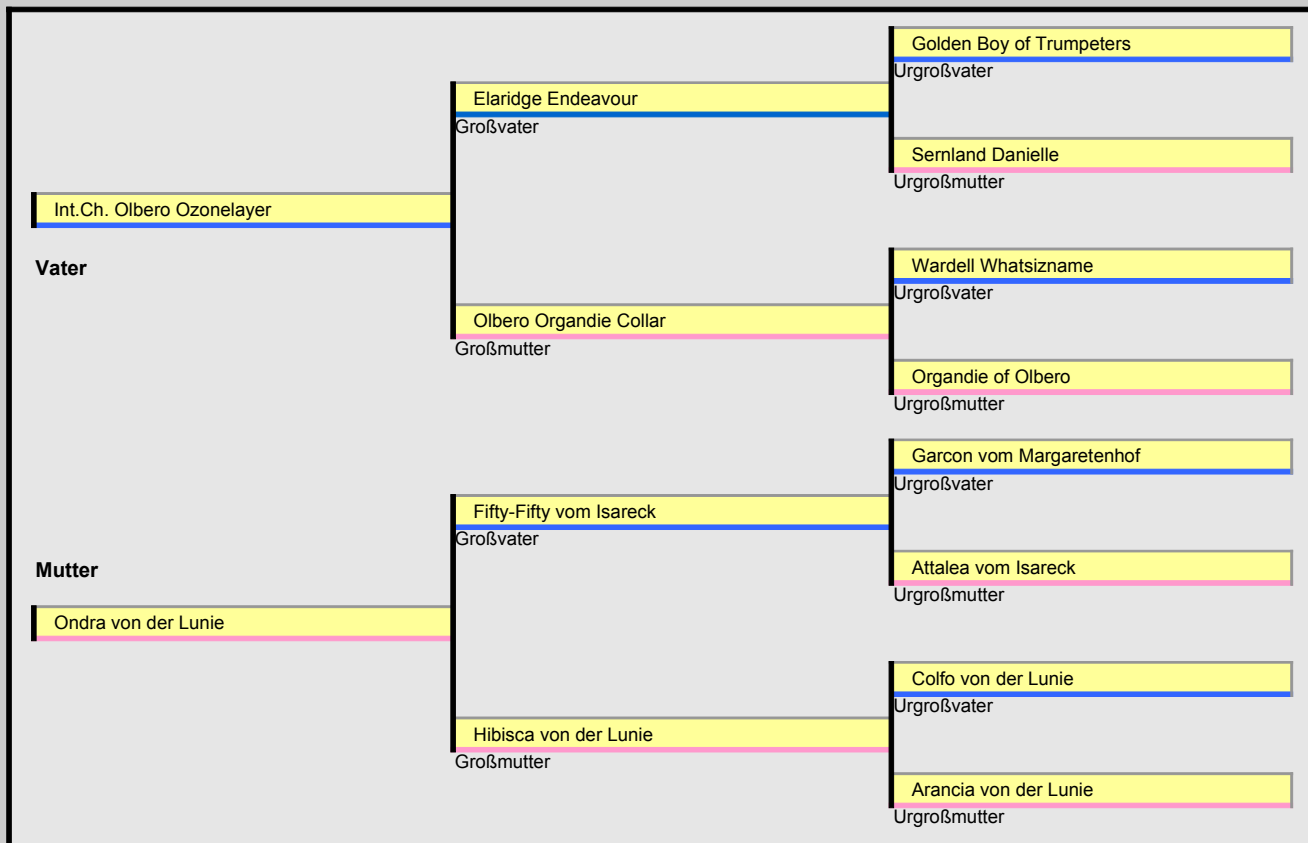 Golden Boy of Trumpeters
Urgroßvater
Elaridge Endeavour
Großvater
Sernland Danielle
Urgroßmutter
Int.Ch. Olbero Ozonelayer
Vater
Wardell Whatsizname
Urgroßvater
Olbero Organdie Collar
Großmutter
Organdie of Olbero
Urgroßmutter
Garcon vom Margaretenhof
Urgroßvater
Fifty-Fifty vom Isareck
Großvater
Mutter
Attalea vom Isareck
Urgroßmutter
Ondra von der Lunie
Colfo von der Lunie
Urgroßvater
Hibisca von der Lunie
Großmutter
Arancia von der Lunie
Urgroßmutter